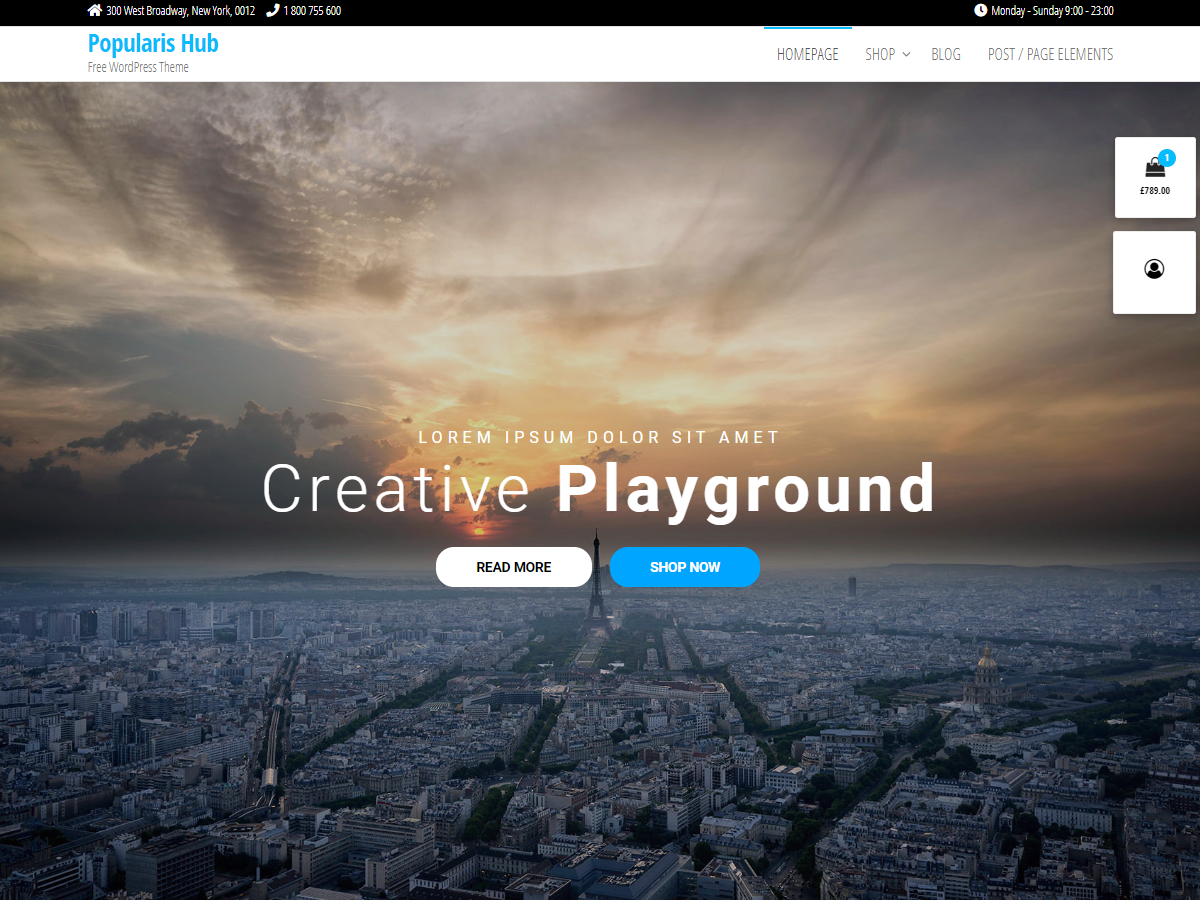 300 West Broadway, New York, 0012 1 800 755 600 Monday - Sunday 9:00 - 23:00
Popularis Hub
Free WordPress Theme
HOMEPAGE SHOP BLOG POST / PAGE ELEMENTS
1
£789.00
LOREM IPSUM DOLOR SIT AMET
Creative Playground
READ MORE SHOP NOW